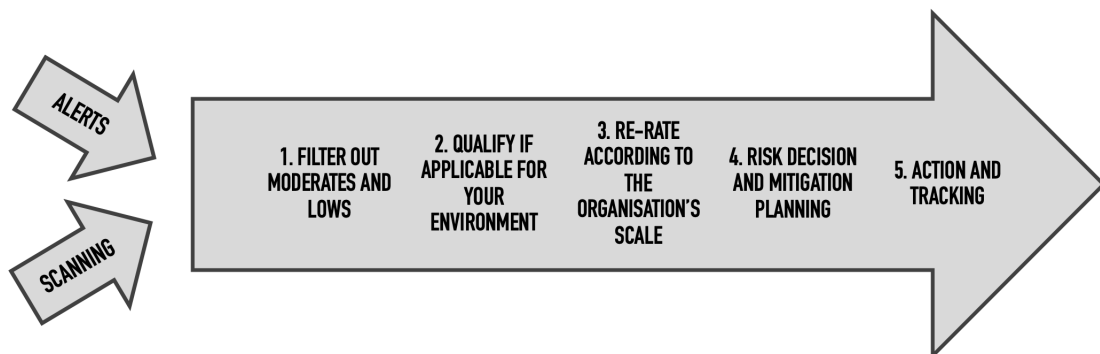 ALERTS
SCANNING
1. FILTER OUT
MODERATES AND
LOWS
2. QUALIFY IF
APPLICABLE FOR
YOUR
ENVIRONMENT
3. RE-RATE
ACCORDING TO
THE
ORGANISATION'S
SCALE
4. RISK DECISION
AND MITIGATION
PLANNING
5. ACTION AND
TRACKING